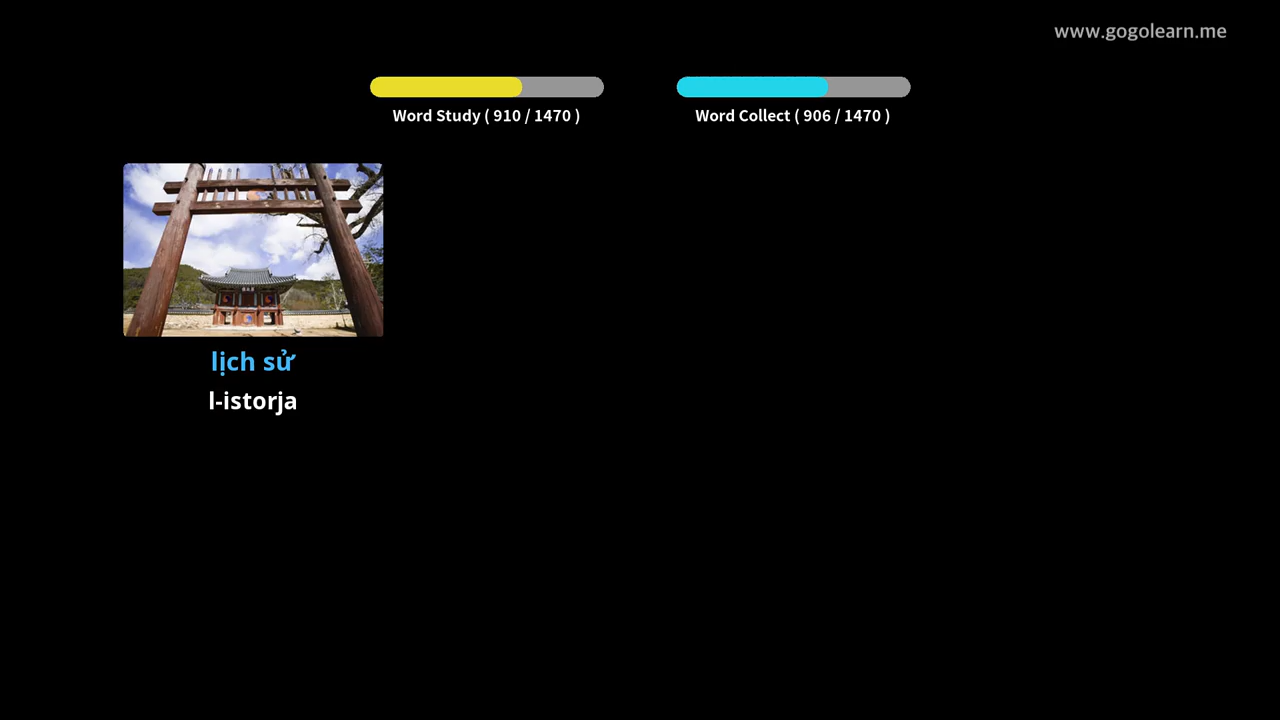 www.gogolearn.me
Word Study ( 910 / 1470 )
Word Collect ( 906 / 1470 )
lịch sử
l-istorja